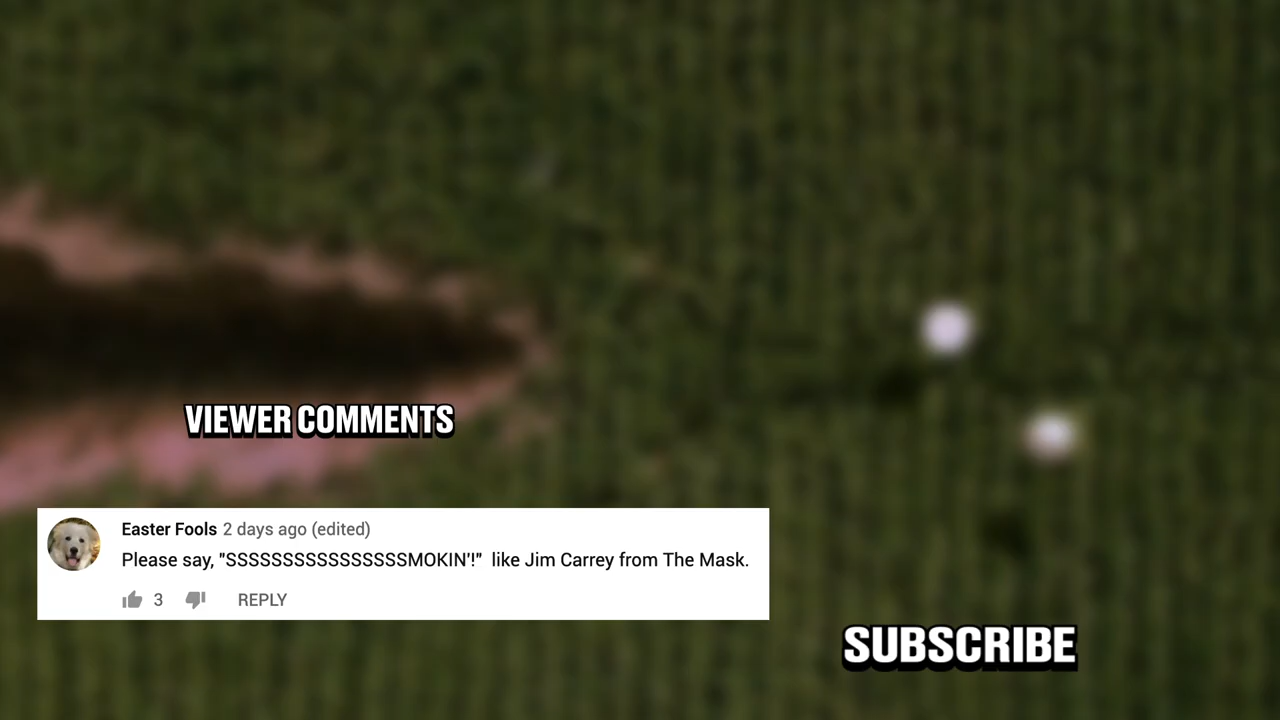 VIEWER COMMENTS
Easter Fools 2 days ago (edited)
Please say, "SSSSSSSSSSSSSSSSMOKIN'!" like Jim Carrey from The Mask.
3 REPLY
SUBSCRIBE